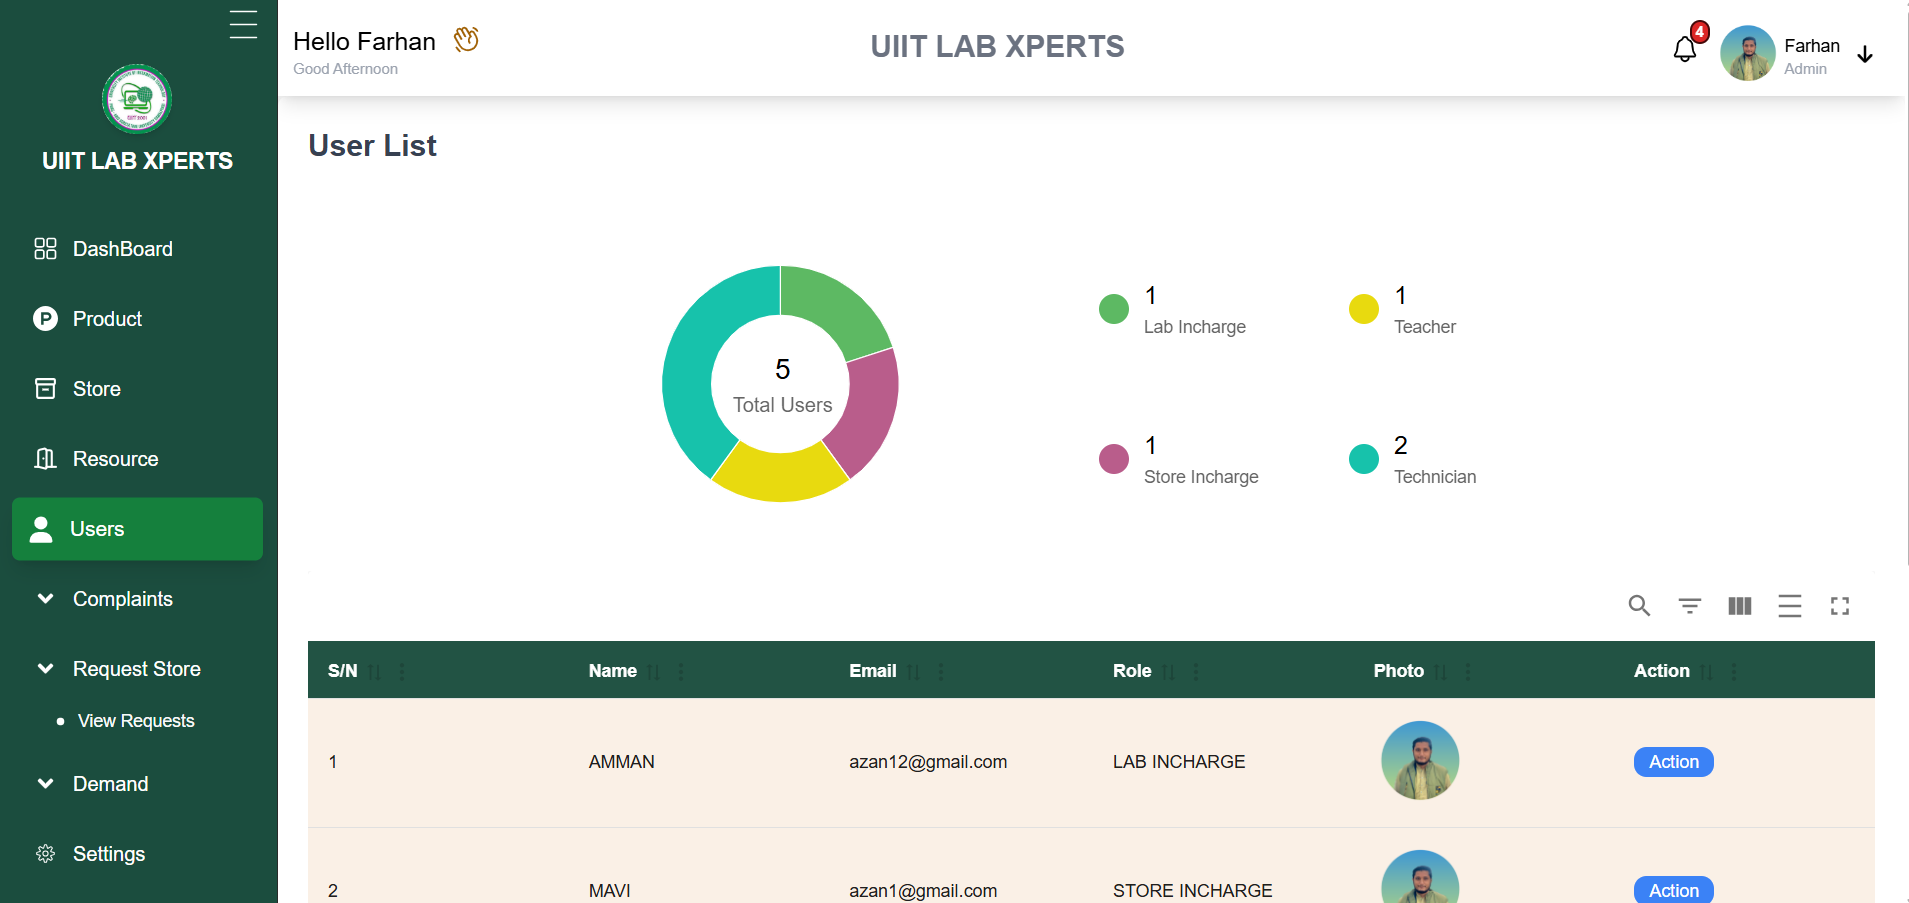 UIIT LAB XPERTS
DashBoard
Product
Store
Resource
Users
Complaints
Request Store
View Requests
Demand
Settings
Hello Farhan
Good Afternoon
UIIT LAB XPERTS
4
Farhan
Admin
User List
5
Total Users
1
Lab Incharge
1
Teacher
1
Store Incharge
2
Technician
S/N Name Email Role Photo Action
1 AMMAN azan12@gmail.com LAB INCHARGE Action
2 MAVI azan1@gmail.com STORE INCHARGE Action